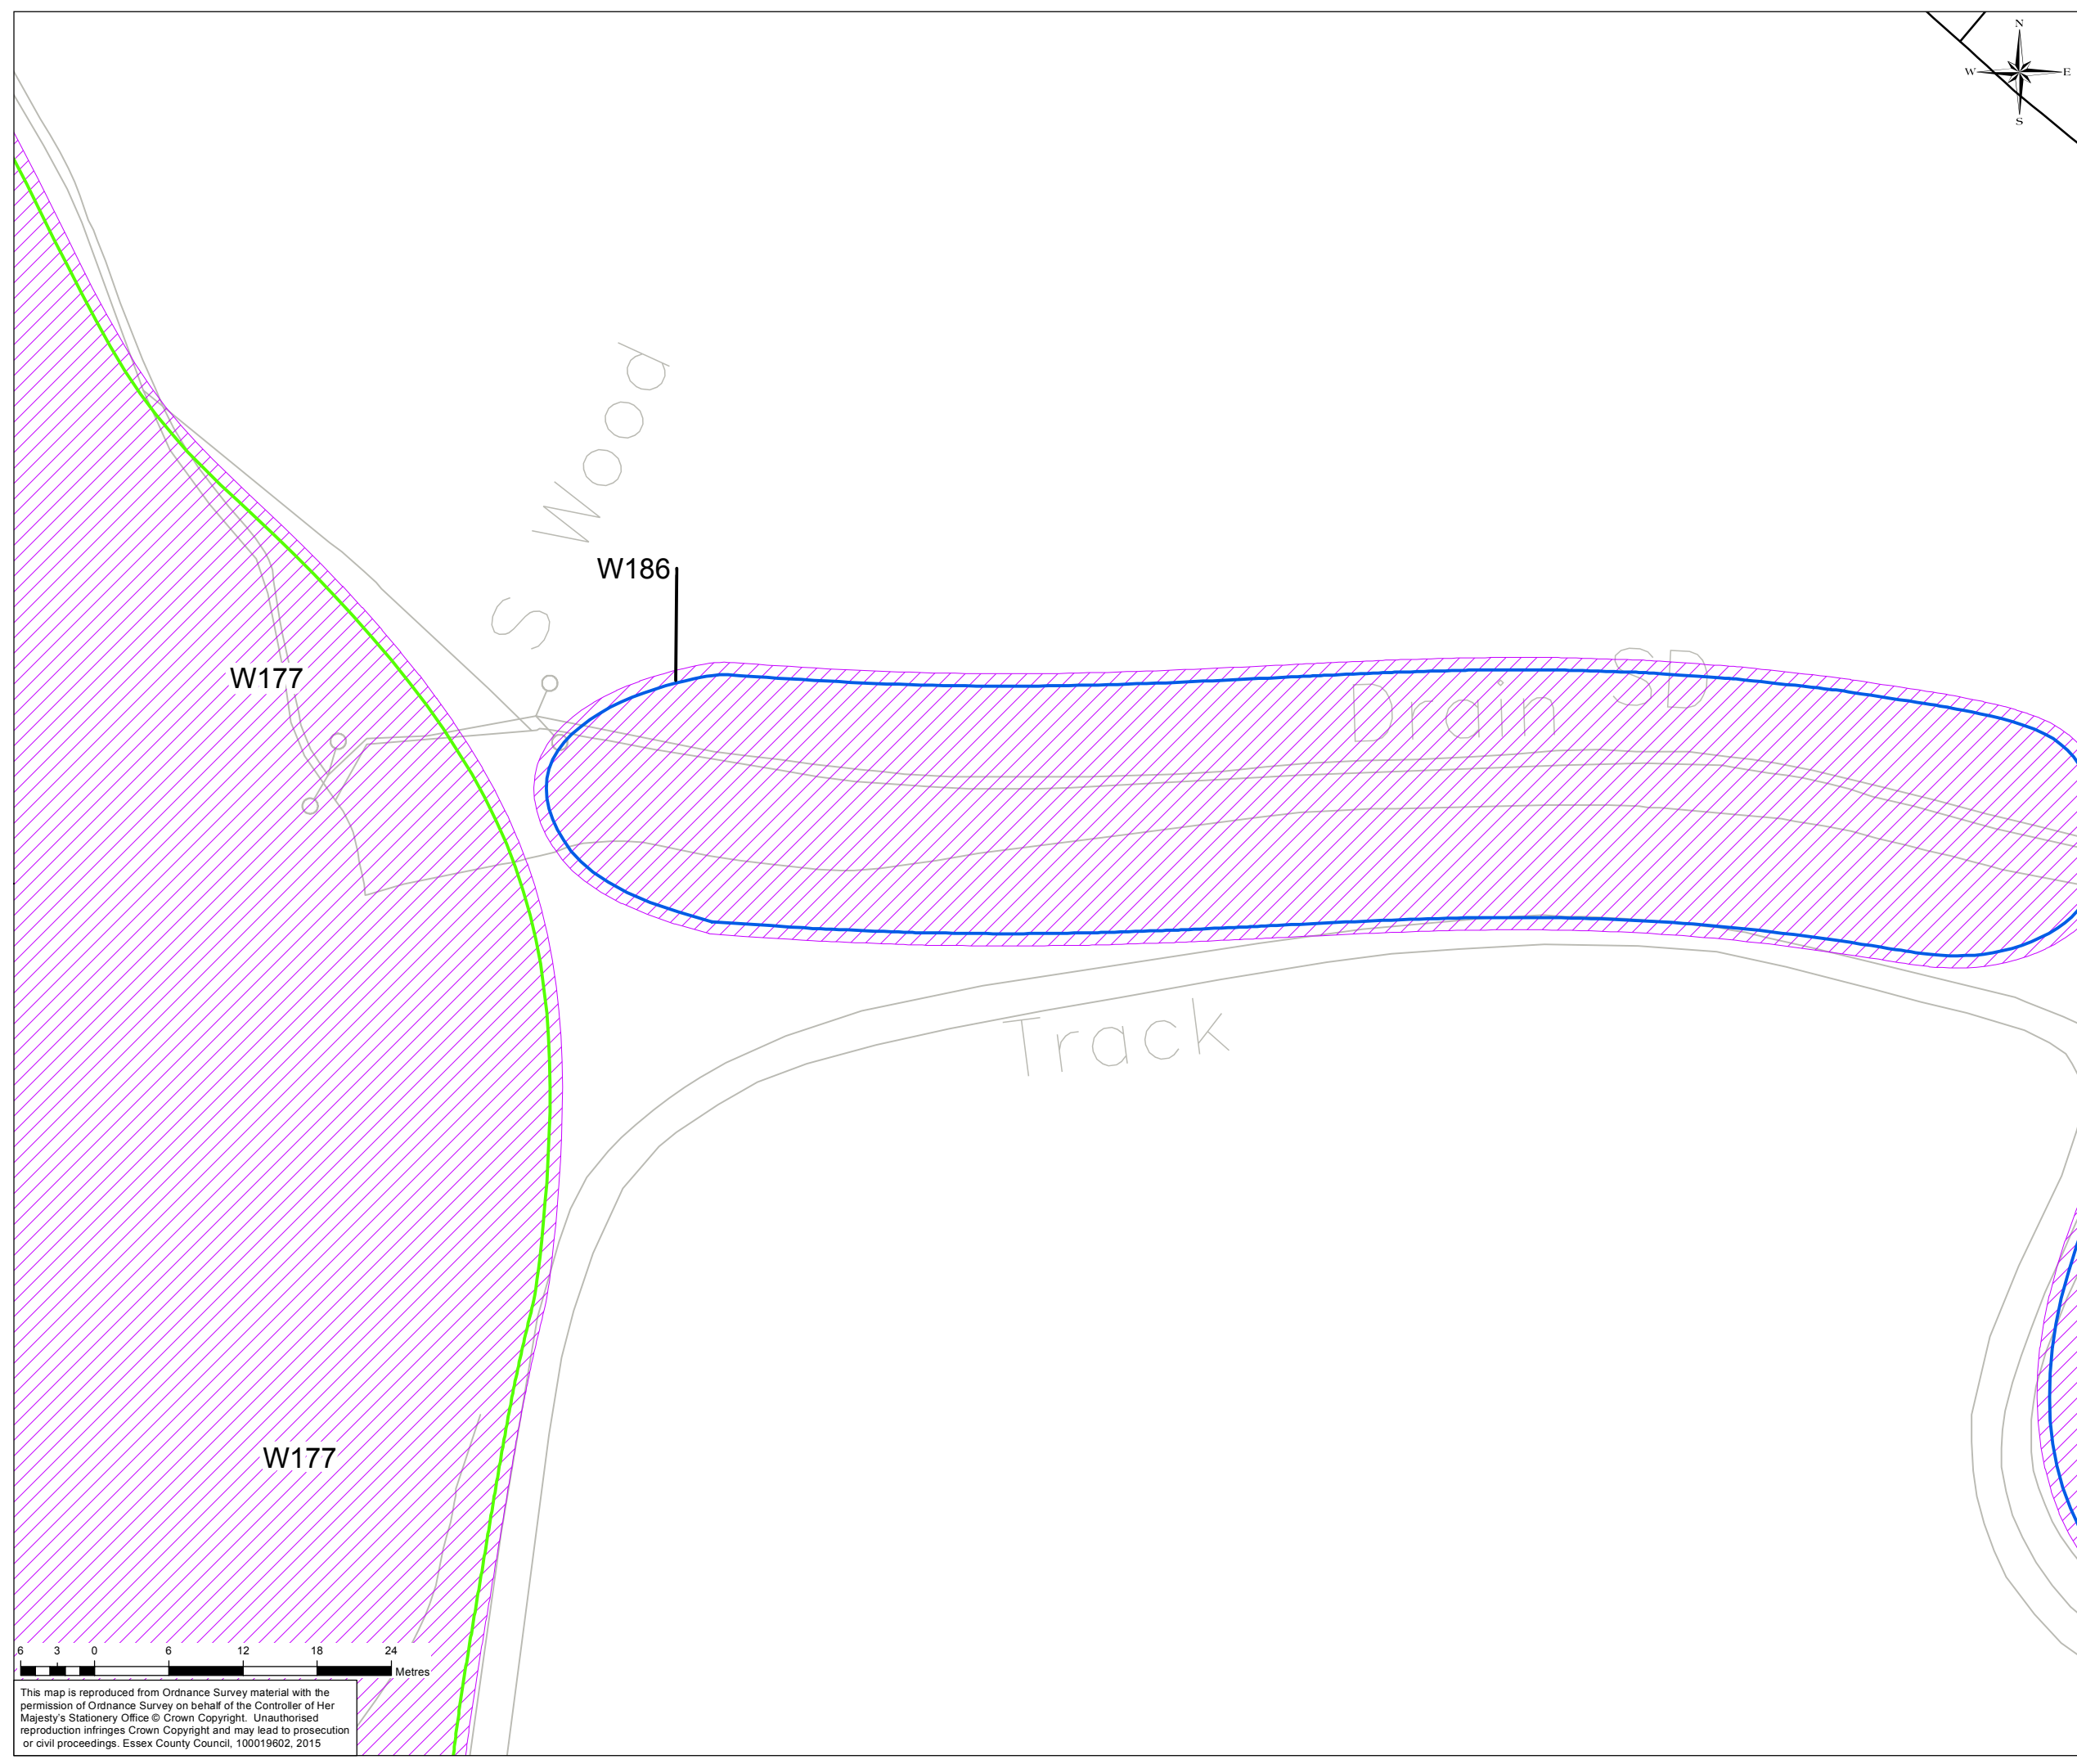 N
W E
S
S Wood
W186
W177
Drain
SD
Track
W177
6 3 0 6 12 18 24
Metres
This map is reproduced from Ordnance Survey material with the
permission of Ordnance Survey on behalf of the Controller of Her
Majesty's Stationery Office © Crown Copyright. Unauthorised
reproduction infringes Crown Copyright and may lead to prosecution
or civil proceedings. Essex County Council, 100019602, 2015